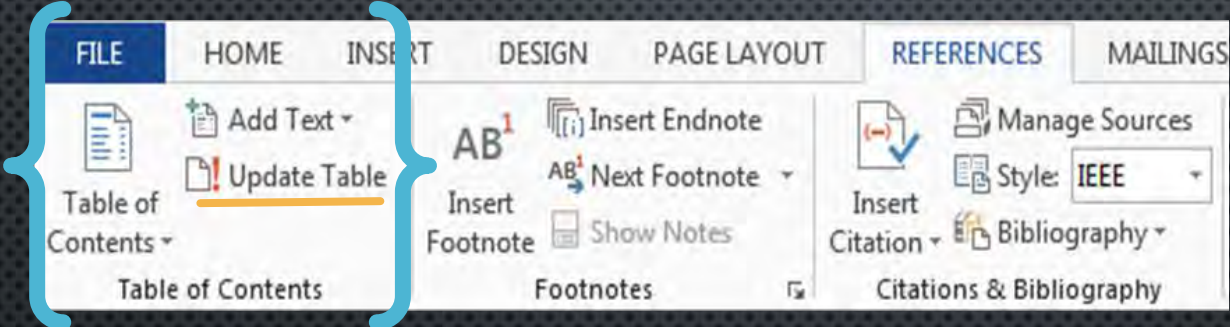 FILE HOME INSERT DESIGN PAGE LAYOUT REFERENCES MAILINGS
Table of
Contents
Add Text
Update Table
Table of Contents
AB1
Insert
Footnote
Insert Endnote
AB1 Next Footnote
Show Notes
Footnotes
Insert
Citation
Manage Sources
Style: IEEE
Bibliography
Citations & Bibliography